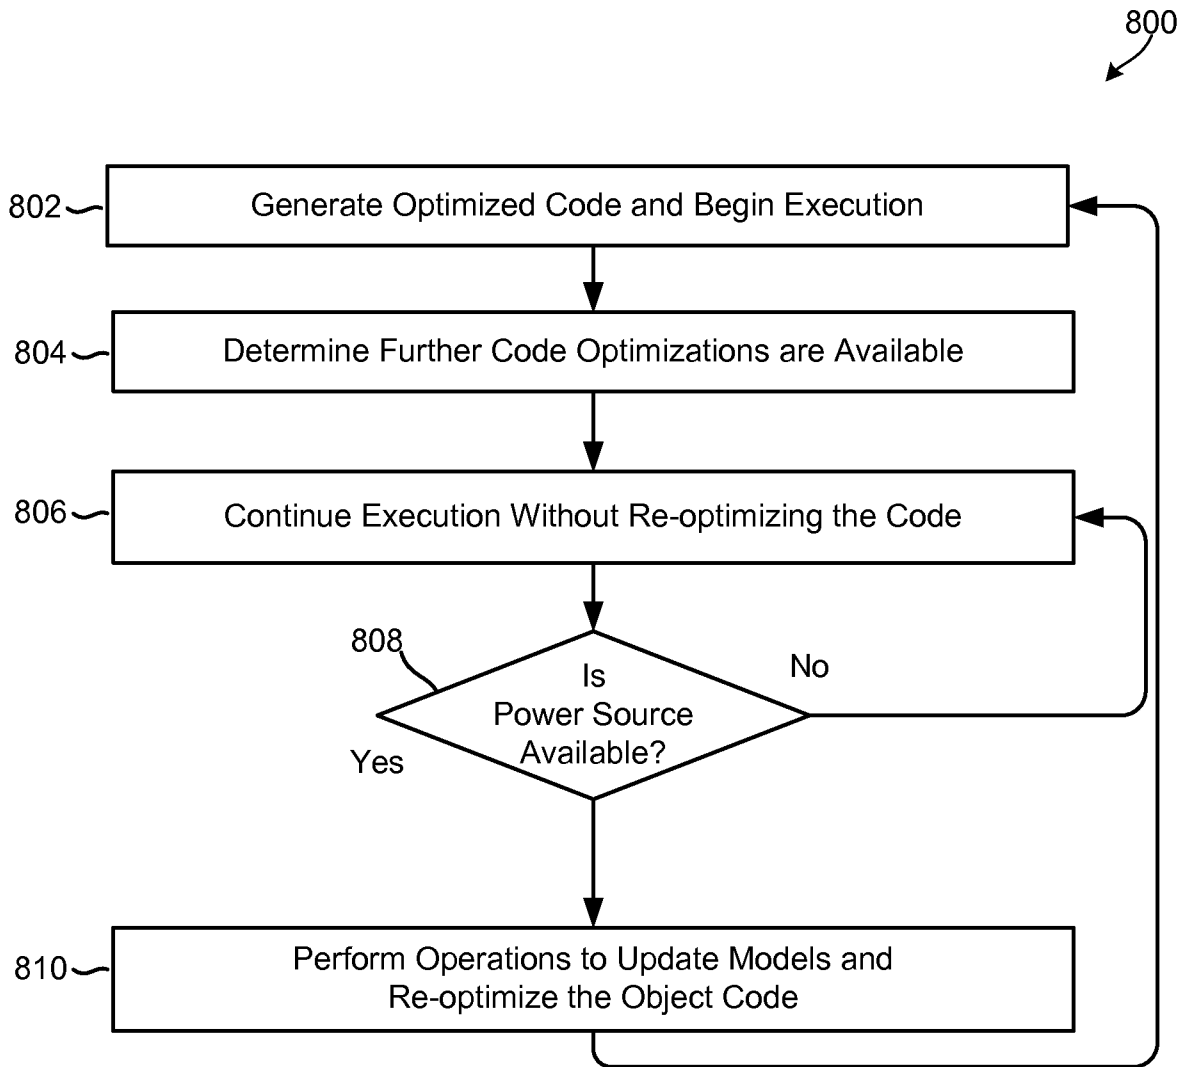 800
802
Generate Optimized Code and Begin Execution
804
Determine Further Code Optimizations are Available
806
Continue Execution Without Re-optimizing the Code
808
Is
Power Source
Available?
No
Yes
810
Perform Operations to Update Models and
Re-optimize the Object Code